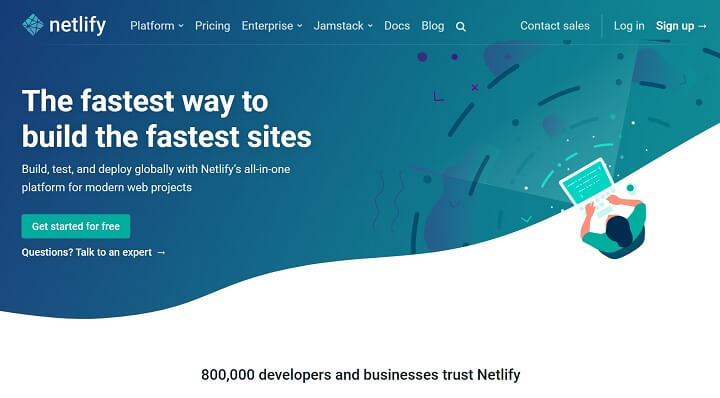 netlify Platform Pricing Enterprise Jamstack Docs Blog Contact sales Log in Sign up →
The fastest way to
build the fastest sites
Build, test, and deploy globally with Netlify's all-in-one
platform for modern web projects
Get started for free
Questions? Talk to an expert →
800,000 developers and businesses trust Netlify